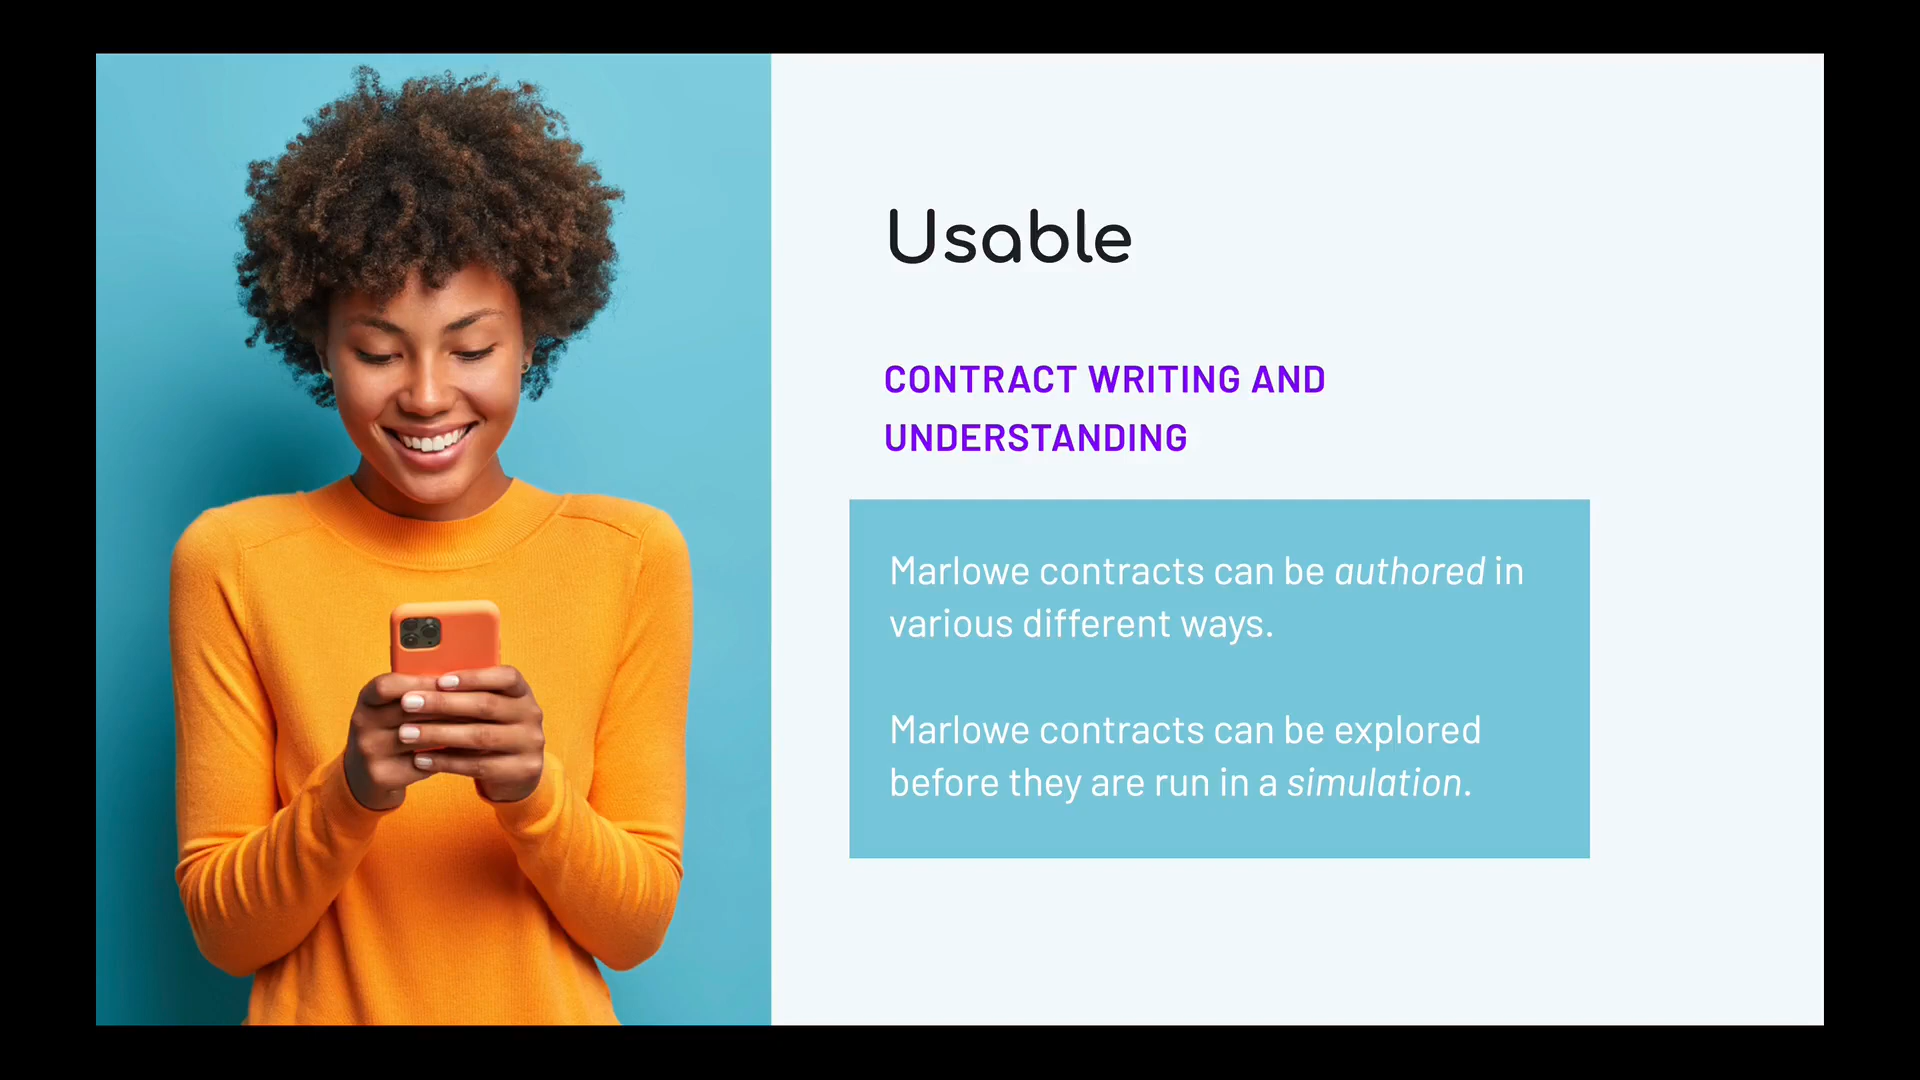 Usable
CONTRACT WRITING AND
UNDERSTANDING
Marlowe contracts can be authored in
various different ways.
Marlowe contracts can be explored
before they are run in a simulation.